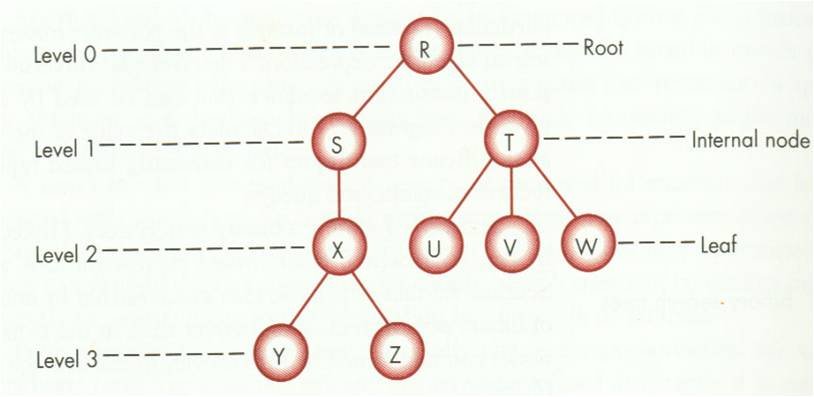 Level 0 R Root
Level 1 S T Internal node
Level 2 X U V W Leaf
Level 3 Y Z